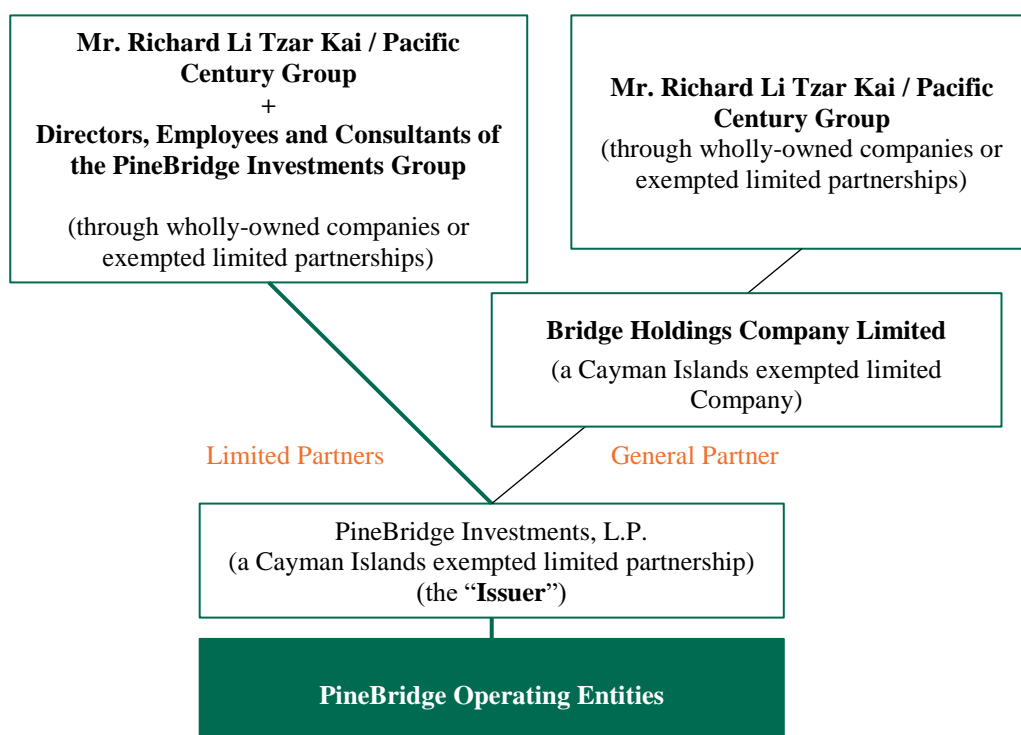 Mr. Richard Li Tzar Kai / Pacific
Century Group
+
Directors, Employees and Consultants of
the PineBridge Investments Group
(through wholly-owned companies or
exempted limited partnerships)
Mr. Richard Li Tzar Kai / Pacific
Century Group
(through wholly-owned companies or
exempted limited partnerships)
Bridge Holdings Company Limited
(a Cayman Islands exempted limited
Company)
Limited Partners
General Partner
PineBridge Investments, L.P.
(a Cayman Islands exempted limited partnership)
(the “Issuer”)
PineBridge Operating Entities